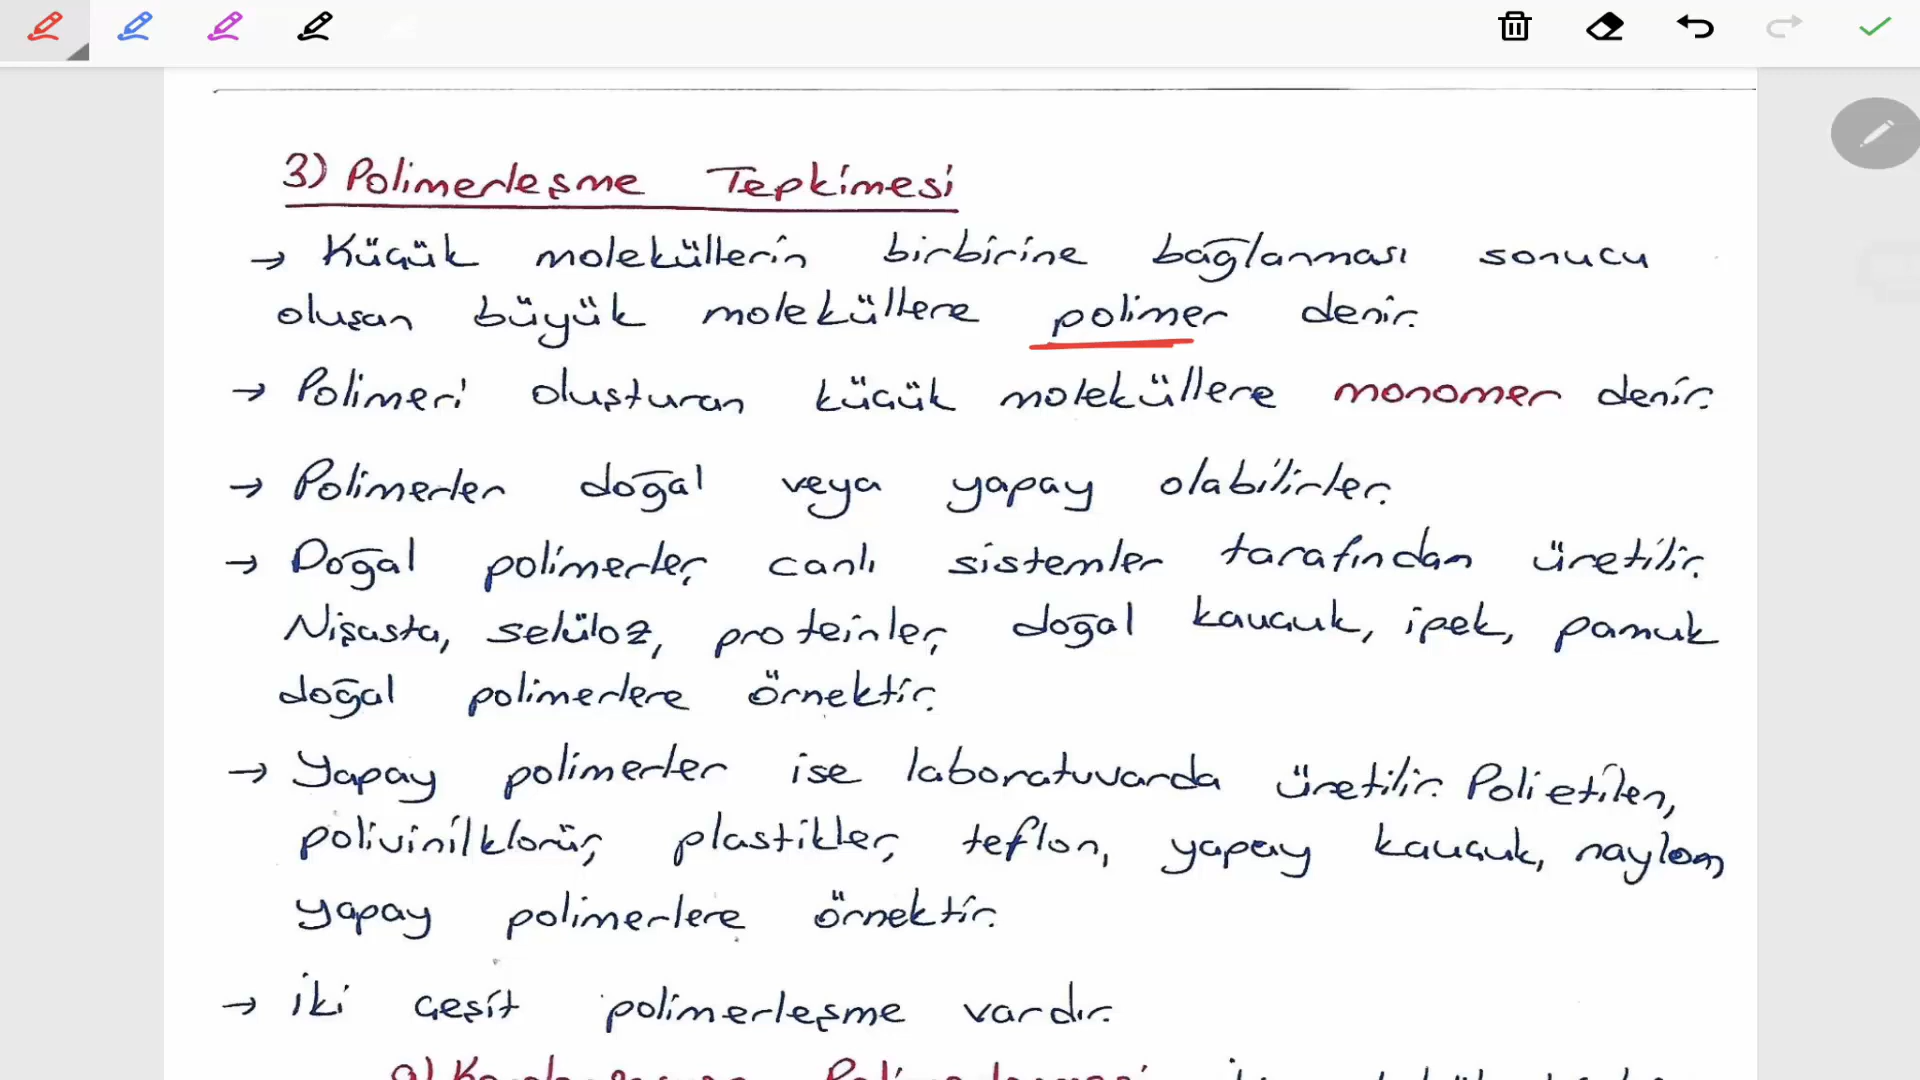 3) Polimerleşme Tepkimesi
→ Küçük moleküllerin birbirine bağlanması sonucu
oluşan büyük moleküllere polimer denir.
→ Polimeri oluşturan küçük moleküllere monomer denir.
→ Polimerler doğal veya yapay olabilirler.
→ Doğal polimerler, canlı sistemler tarafından üretilir.
Nişasta, selüloz, proteinler, doğal kauçuk, ipek, pamuk
doğal polimerlere örnektir.
→ Yapay polimerler ise laboratuvarda üretilir. Polietilen,
polivinilklorür, plastikler, teflon, yapay kauçuk, naylon,
yapay polimerlere örnektir.
→ İki çeşit polimerleşme vardır.